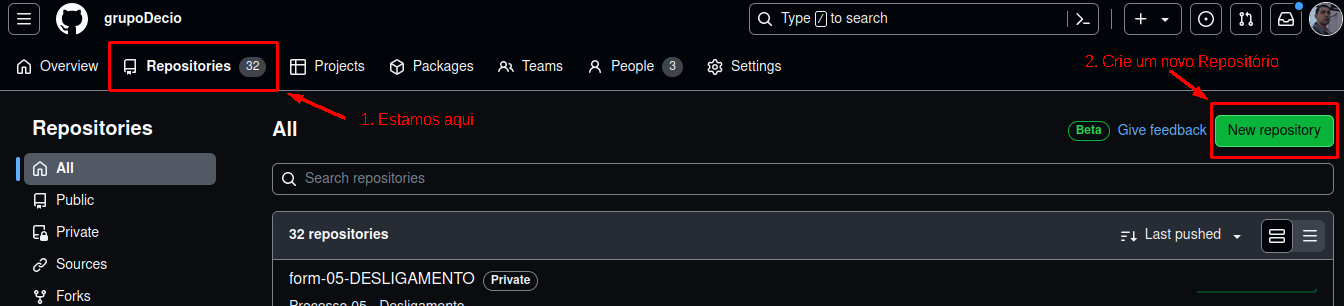 grupoDecio
Type / to search
Overview
Repositories 32
Projects
Packages
Teams
People 3
Settings
2. Crie um novo Repositório
1. Estamos aqui
Repositories
All
Public
Private
Sources
Forks
All
Beta
Give feedback
New repository
Search repositories
32 repositories
Last pushed
form-05-DESLIGAMENTO Private
Processo 05 - Desligamento